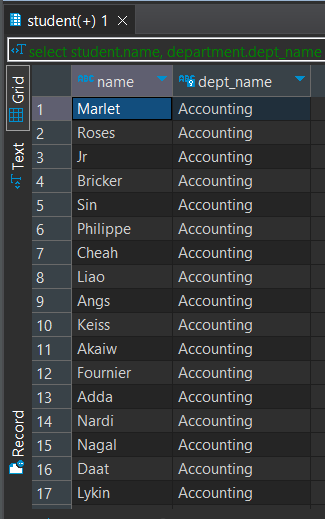 student(+) 1
select student.name, department.dept_name
Grid
Text
Record
name dept_name
1 Marlet Accounting
2 Roses Accounting
3 Jr Accounting
4 Bricker Accounting
5 Sin Accounting
6 Philippe Accounting
7 Cheah Accounting
8 Liao Accounting
9 Angs Accounting
10 Keiss Accounting
11 Akaiw Accounting
12 Fournier Accounting
13 Adda Accounting
14 Nardi Accounting
15 Nagal Accounting
16 Daat Accounting
17 Lykin Accounting